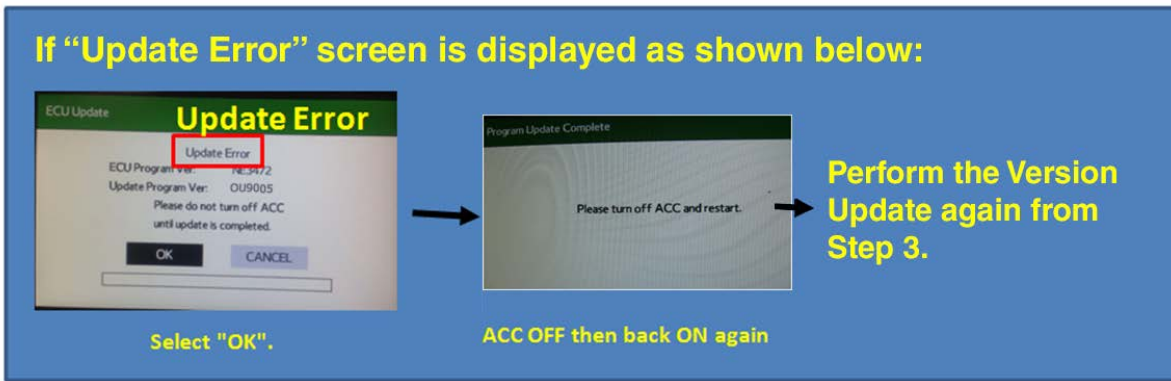 If “Update Error” screen is displayed as shown below:
ECU Update
Update Error
Update Error
ECU Program Ver: NE3472
Update Program Ver: OU9005
Please do not turn off ACC
until update is completed.
OK
CANCEL
Select "OK".
Program Update Complete
Please turn off ACC and restart.
ACC OFF then back ON again
Perform the Version
Update again from
Step 3.